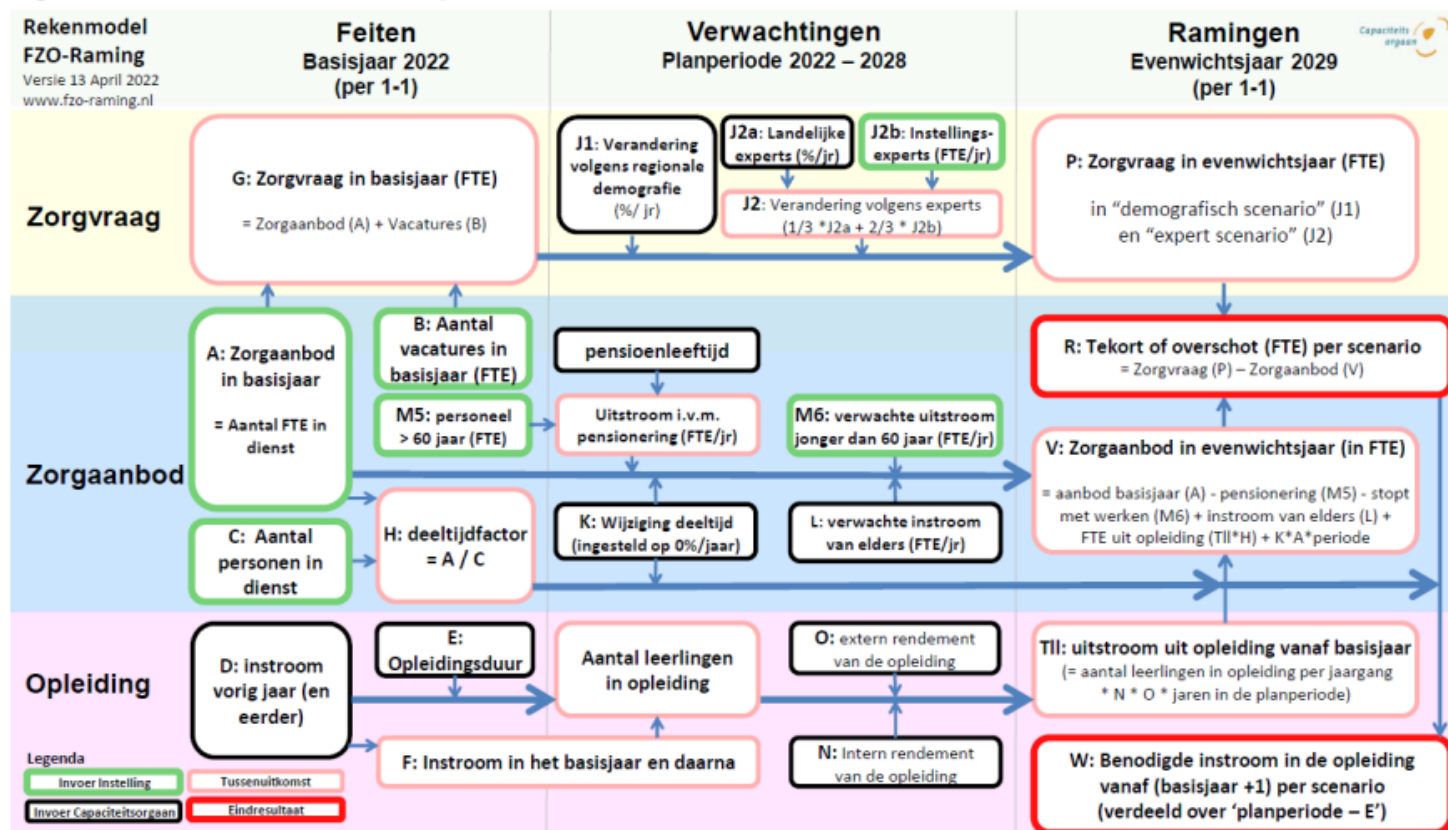 Rekenmodel
FZO-Raming
Versie 13 April 2022
www.fzo-raming.nl
Feiten
Basisjaar 2022
(per 1-1)
Verwachtingen
Planperiode 2022 – 2028
Ramingen
Evenwichtsjaar 2029
(per 1-1)
Capaciteits
orgaan
Zorgvraag
G: Zorgvraag in basisjaar (FTE)
= Zorgaanbod (A) + Vacatures (B)
J1: Verandering
volgens regionale
demografie
(%/ jr)
J2a: Landelijke
experts (%/jr)
J2b: Instellings-
experts (FTE/jr)
J2: Verandering volgens experts
(1/3 *J2a + 2/3 * J2b)
P: Zorgvraag in evenwichtsjaar (FTE)
in “demografisch scenario” (J1)
en “expert scenario” (J2)
Zorgaanbod
A: Zorgaanbod
in basisjaar
= Aantal FTE in
dienst
B: Aantal
vacatures in
basisjaar (FTE)
M5: personeel
> 60 jaar (FTE)
C: Aantal
personen in
dienst
H: deeltijdfactor
= A / C
pensioenleeftijd
Uitstroom i.v.m.
pensionering (FTE/jr)
M6: verwachte uitstroom
jonger dan 60 jaar (FTE/jr)
K: Wijziging deeltijd
(ingesteld op 0%/jaar)
L: verwachte instroom
van elders (FTE/jr)
R: Tekort of overschot (FTE) per scenario
= Zorgvraag (P) – Zorgaanbod (V)
V: Zorgaanbod in evenwichtsjaar (in FTE)
= aanbod basisjaar (A) - pensionering (M5) - stopt
met werken (M6) + instroom van elders (L) +
FTE uit opleiding (Tll*H) + K*A*periode
Opleiding
D: instroom
vorig jaar (en
eerder)
E:
Opleidingsduur
Aantal leerlingen
in opleiding
F: Instroom in het basisjaar en daarna
O: extern rendement
van de opleiding
N: Intern rendement
van de opleiding
Tll: uitstroom uit opleiding vanaf basisjaar
(= aantal leerlingen in opleiding per jaargang
* N * O * jaren in de planperiode)
W: Benodigde instroom in de opleiding
vanaf (basisjaar +1) per scenario
(verdeeld over ‘planperiode – E’)
Legenda
Invoer Instelling
Tussenuitkomst
Invoer Capaciteitsorgaan
Eindresultaat